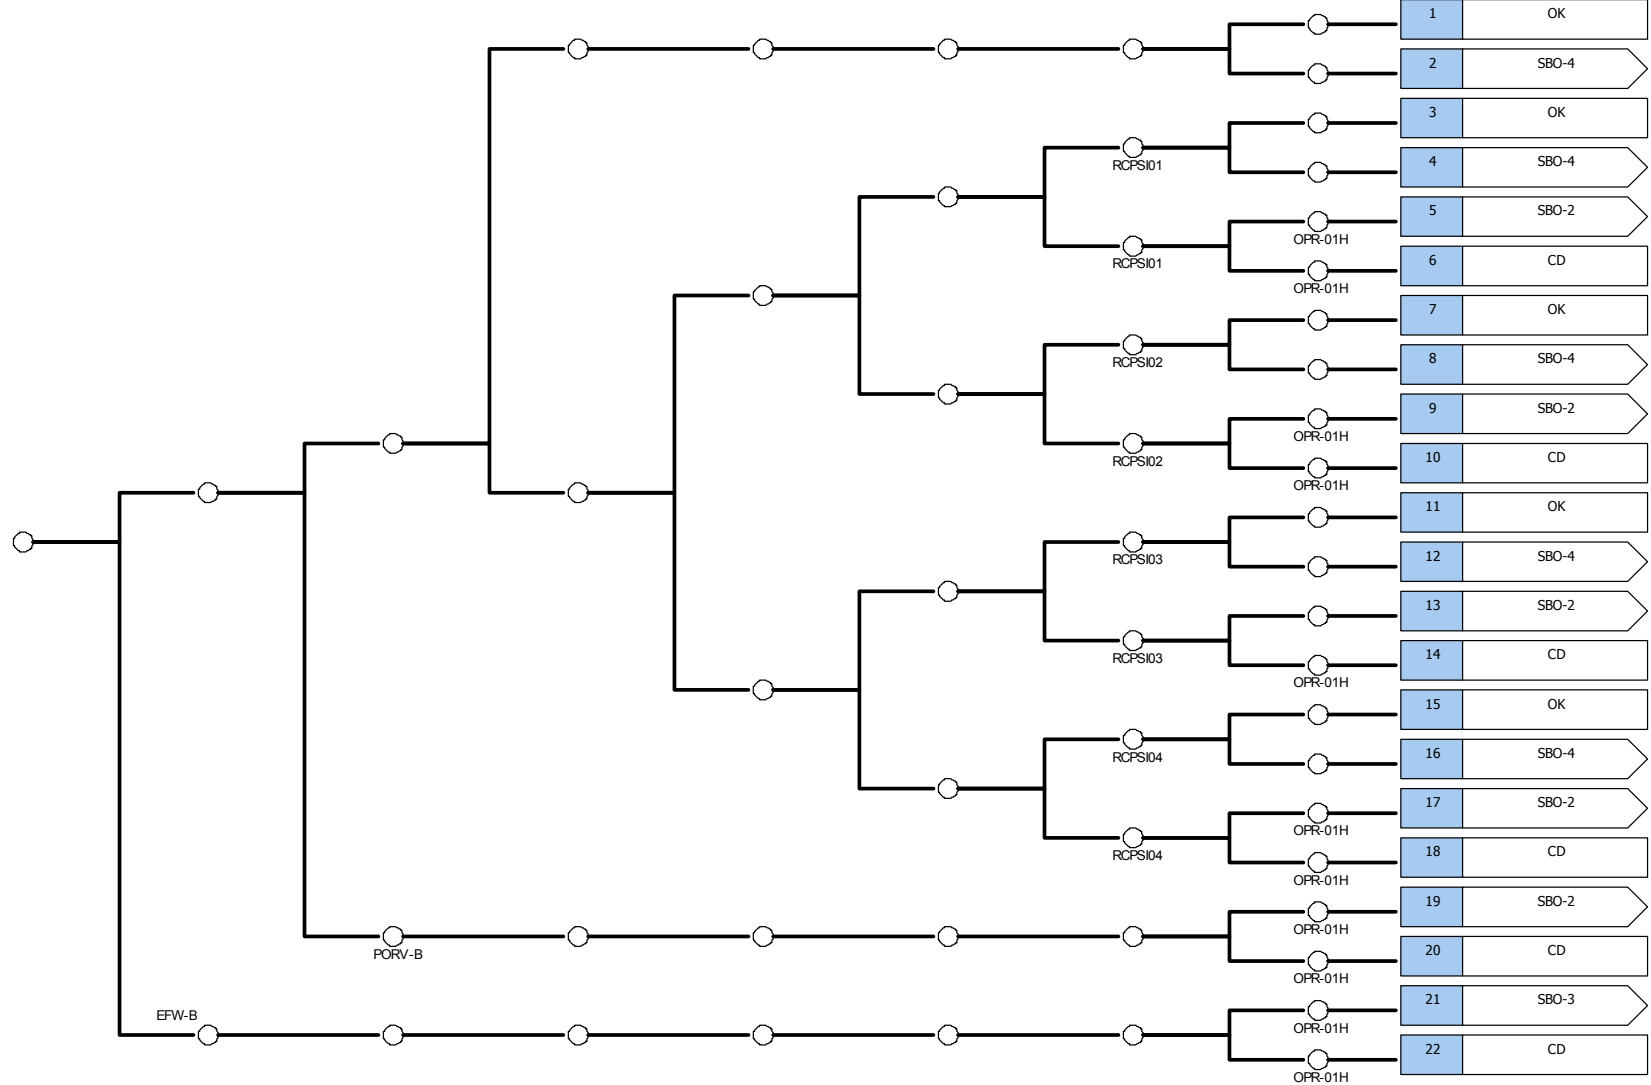 1 OK
2 SBO-4
3 OK
RCPSI01
4 SBO-4
5 SBO-2
OPR-01H
RCPSI01
6 CD
OPR-01H
7 OK
RCPSI02
8 SBO-4
9 SBO-2
OPR-01H
RCPSI02
10 CD
OPR-01H
11 OK
RCPSI03
12 SBO-4
13 SBO-2
RCPSI03
14 CD
OPR-01H
15 OK
RCPSI04
16 SBO-4
17 SBO-2
OPR-01H
RCPSI04
18 CD
OPR-01H
19 SBO-2
OPR-01H
PORV-B
20 CD
OPR-01H
EFW-B
21 SBO-3
OPR-01H
22 CD
OPR-01H